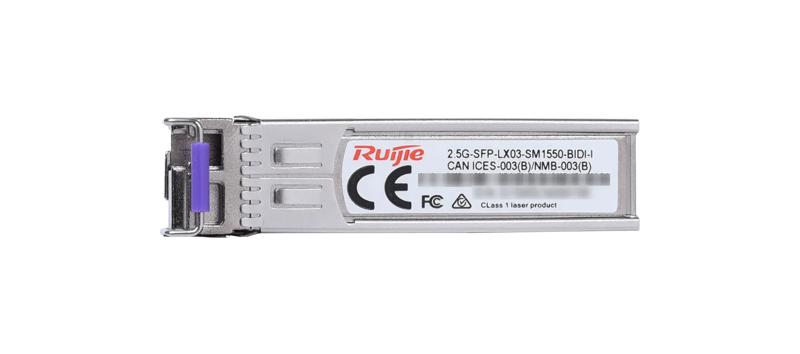 Ruijie
2.5G-SFP-LX03-SM1550-BIDI-I
CAN ICES-003(B)/NMB-003(B)
CE
FC
CLass 1 laser product